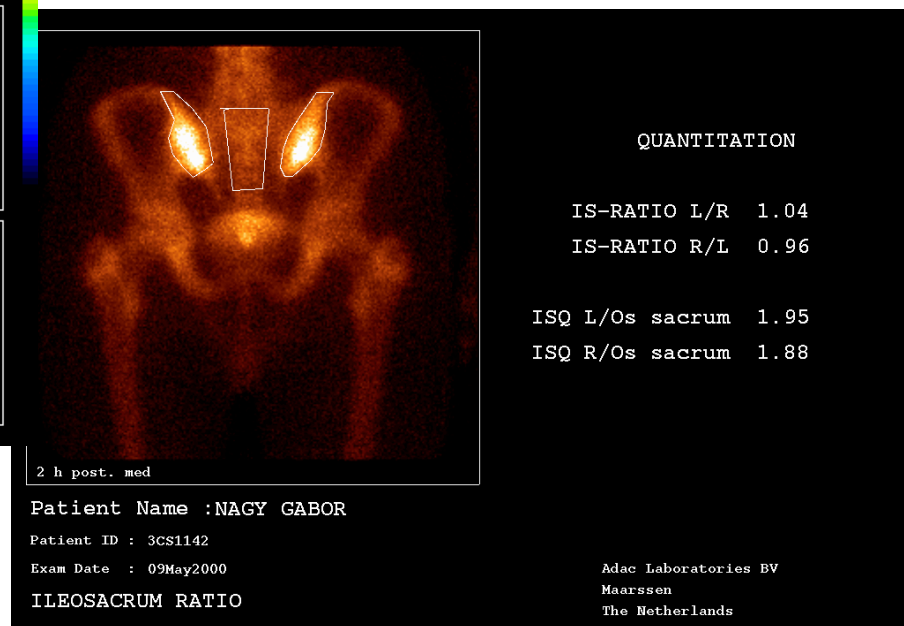 QUANTITATION
IS-RATIO L/R 1.04
IS-RATIO R/L 0.96
ISQ L/Os sacrum 1.95
ISQ R/Os sacrum 1.88
2 h post. med
Patient Name :NAGY GABOR
Patient ID : 3CS1142
Exam Date : 09May2000
ILEOSACRUM RATIO
Adac Laboratories BV
Maarssen
The Netherlands